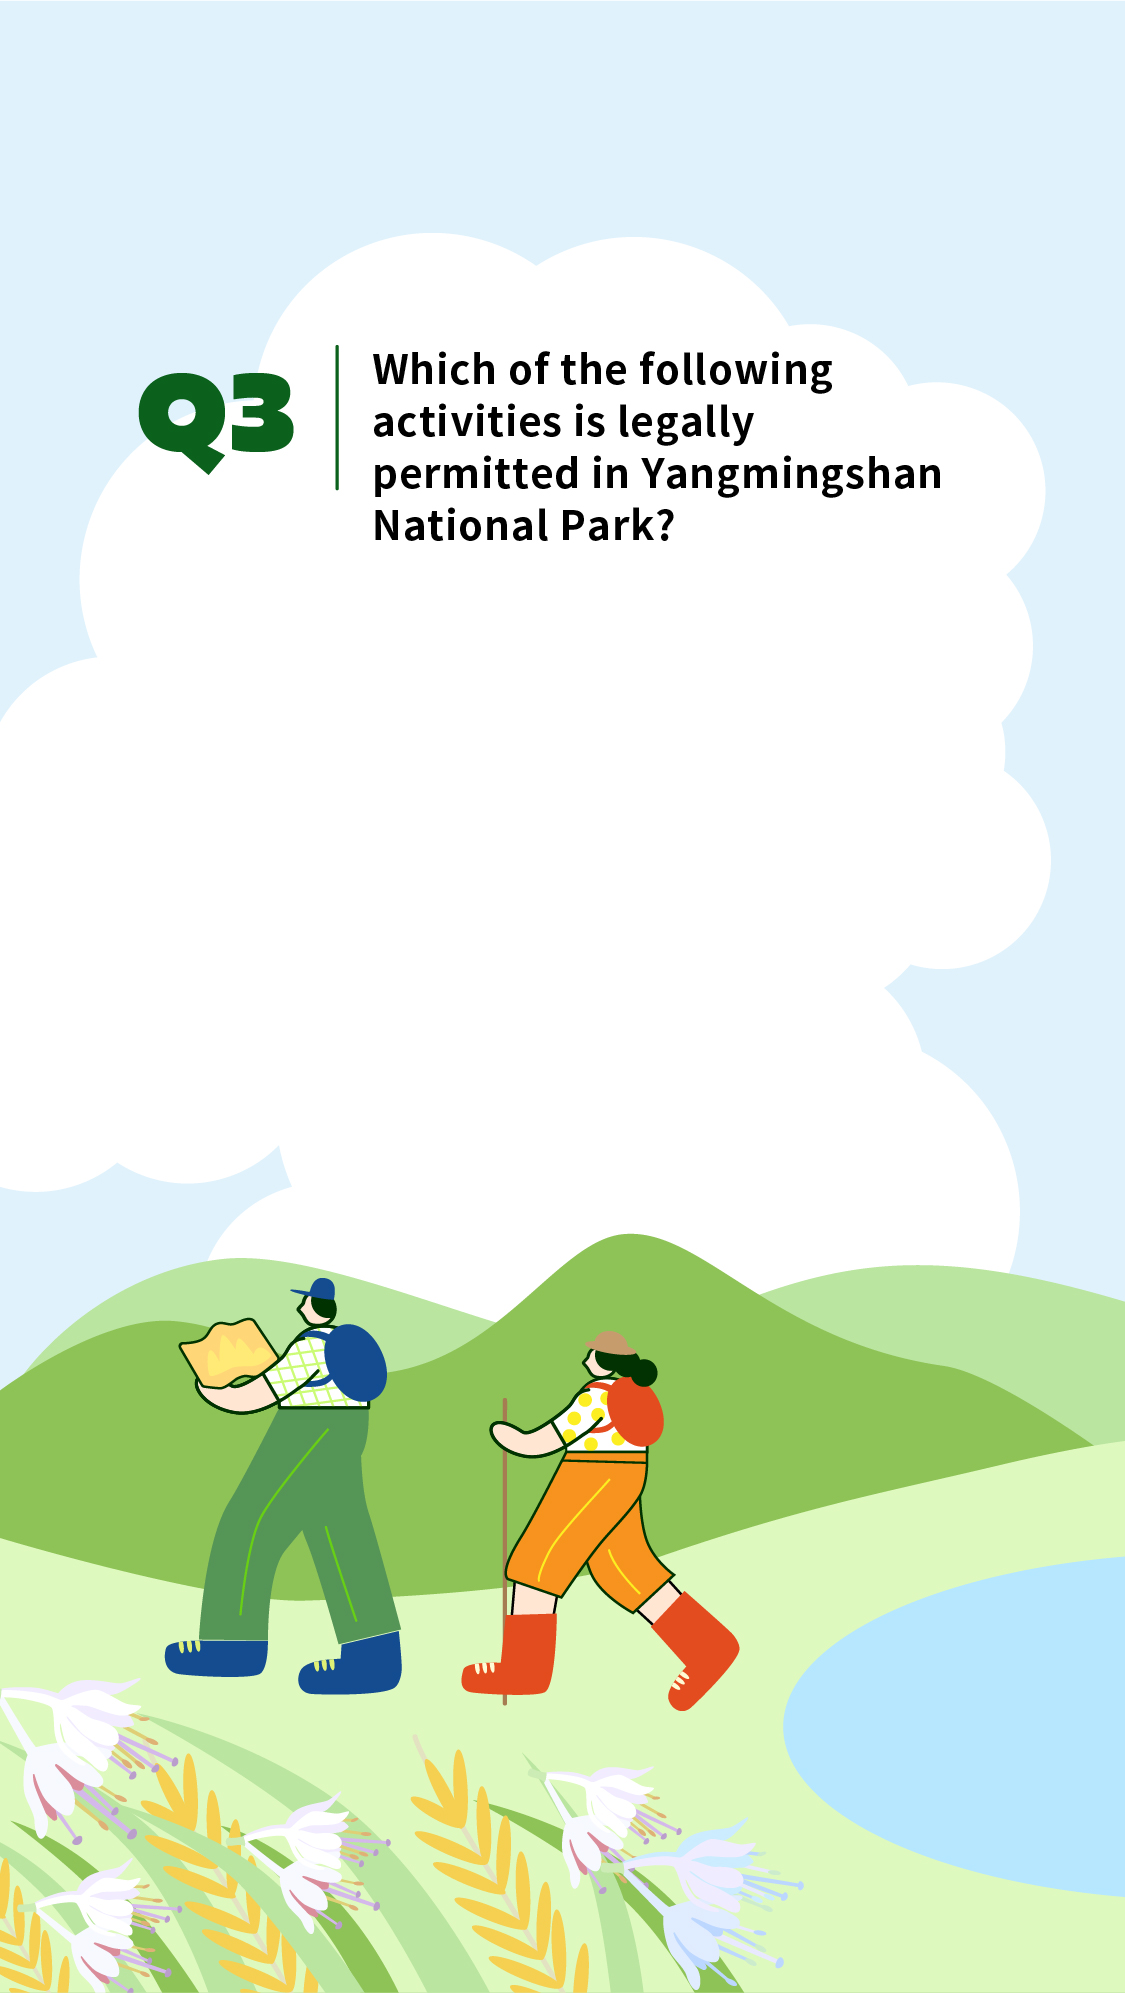 Q3
Which of the following
activities is legally
permitted in Yangmingshan
National Park?